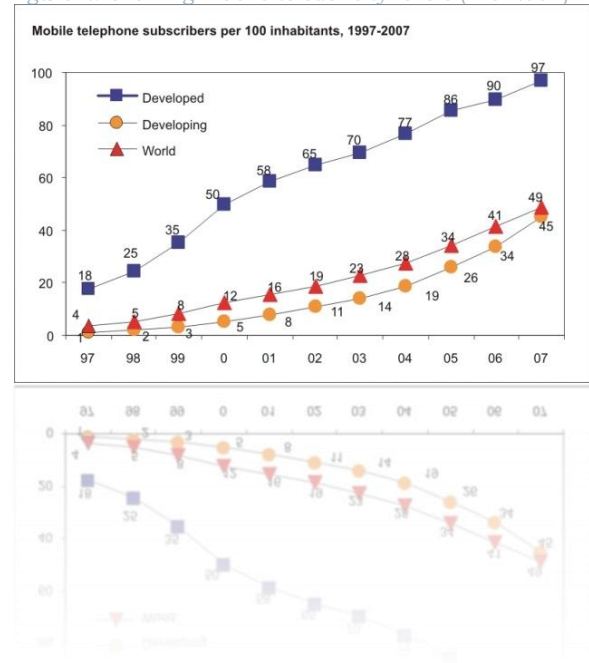 Mobile telephone subscribers per 100 inhabitants, 1997-2007
100
80
60
40
20
0
Developed
Developing
World
18 25 35 50 58 65 70 77 86 90 97
4 5 8 12 16 19 23 28 34 41 49
1 2 3 5 8 11 14 19 26 34 45
97 98 99 0 01 02 03 04 05 06 07